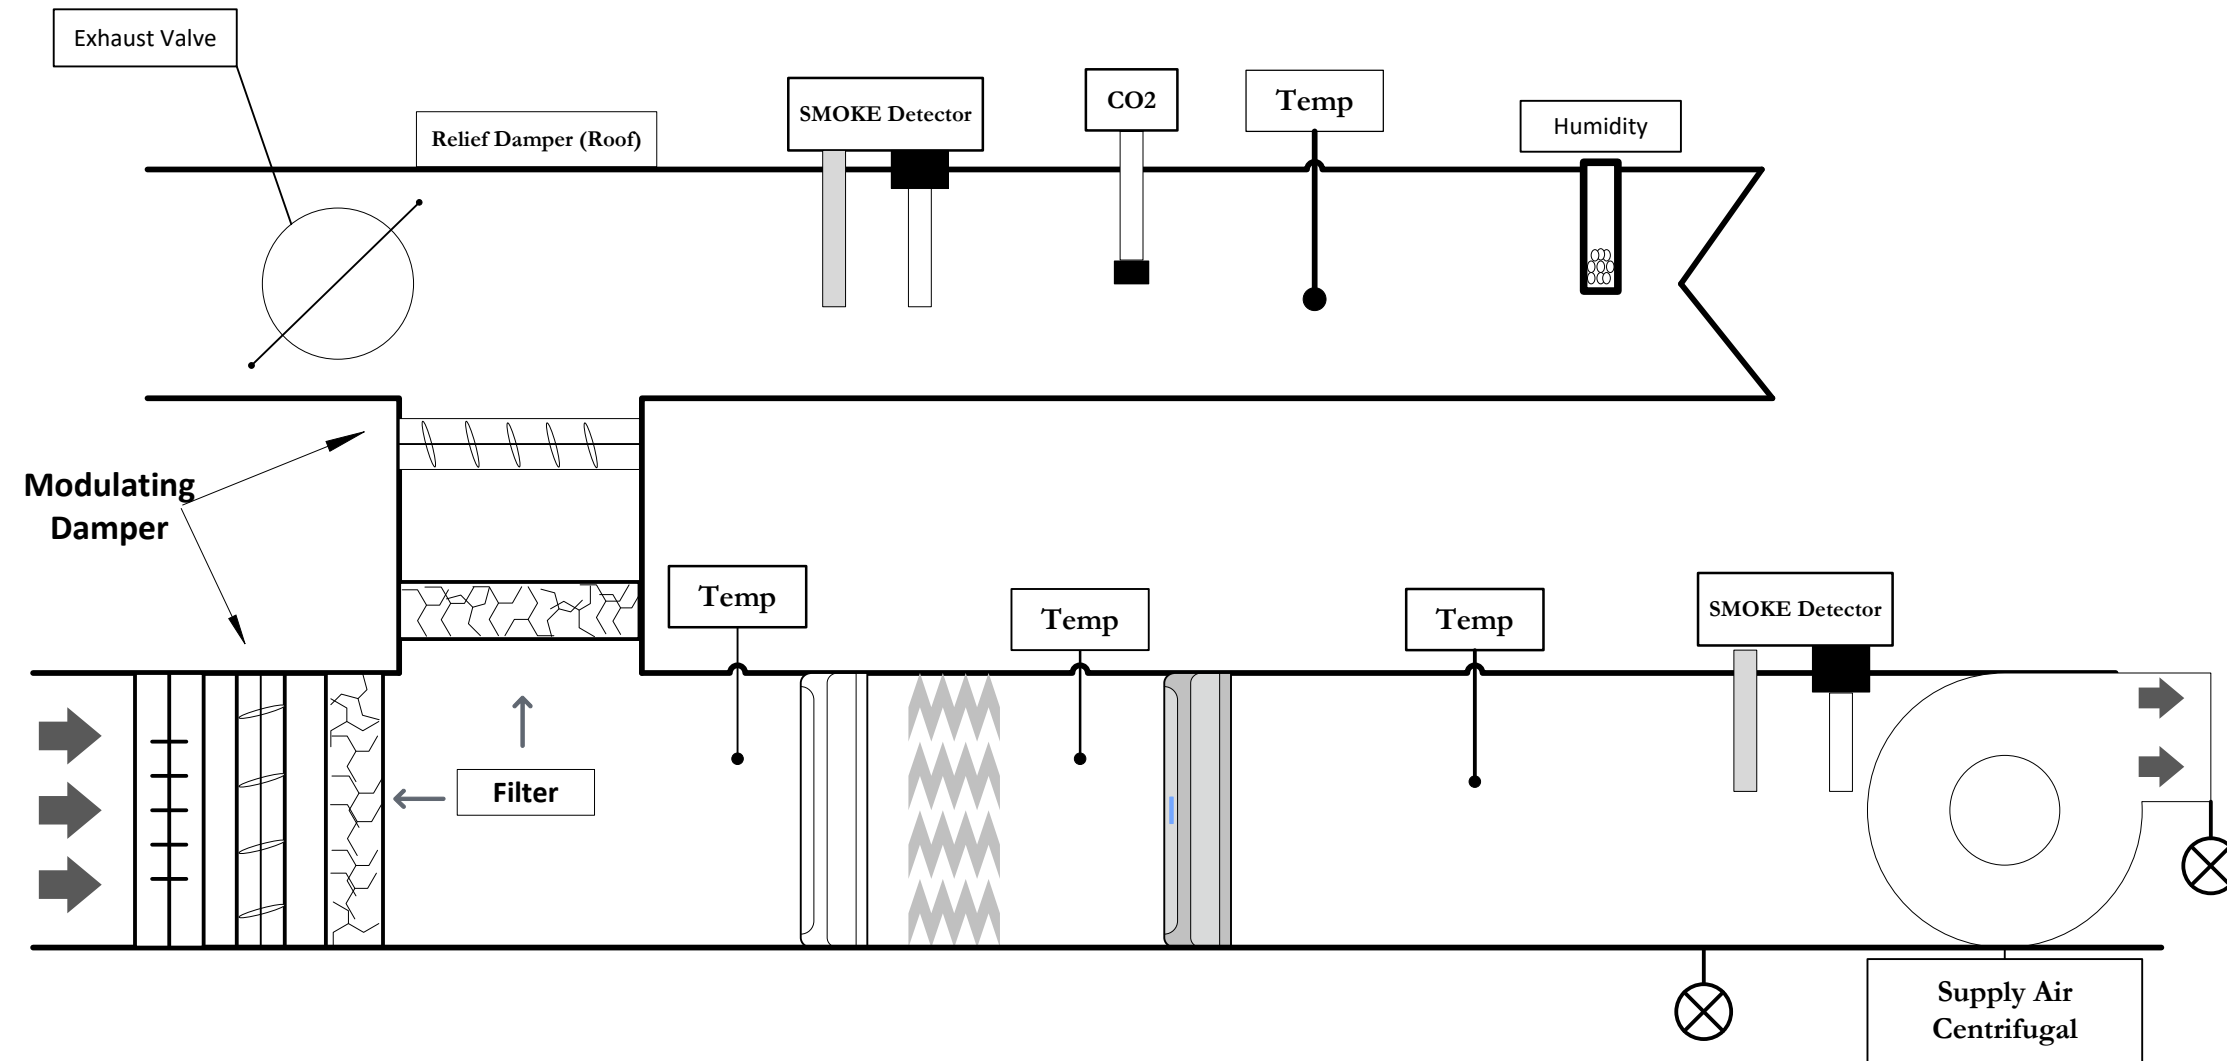 Exhaust Valve
Relief Damper (Roof)
SMOKE Detector
CO2
Temp
Humidity
Modulating
Damper
Temp
Temp
Temp
SMOKE Detector
Filter
Supply Air
Centrifugal